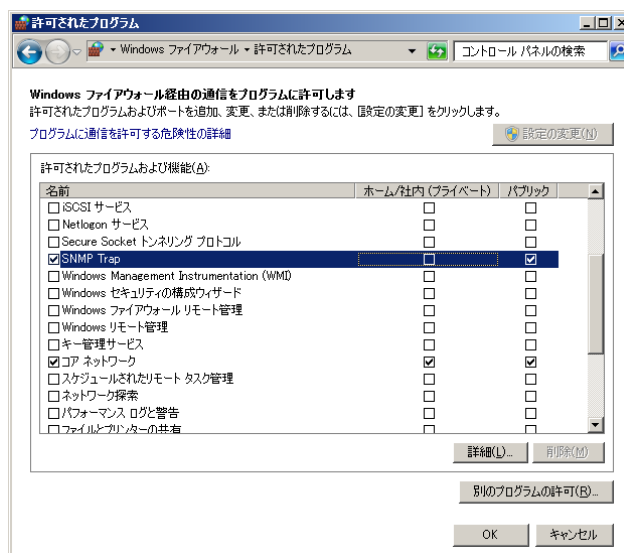 許可されたプログラム
Windows ファイアウォール 許可されたプログラム
コントロール パネルの検索
Windows ファイアウォール経由の通信をプログラムに許可します
許可されたプログラムおよびポートを追加、変更、または削除するには、[設定の変更] をクリックします。
プログラムに通信を許可する危険性の詳細
設定の変更(N)
許可されたプログラムおよび機能(A):
名前 ホーム/社内 (プライベート) パブリック
iSCSI サービス
Netlogon サービス
Secure Socket トンネリング プロトコル
SNMP Trap
Windows Management Instrumentation (WMI)
Windows セキュリティの構成ウィザード
Windows ファイアウォール リモート管理
Windows リモート管理
キー管理サービス
コア ネットワーク
スケジュールされたリモート タスク管理
ネットワーク探索
パフォーマンス ログと警告
ファイルとプリンターの共有
詳細(L)... 削除(M)
別のプログラムの許可(R)...
OK キャンセル